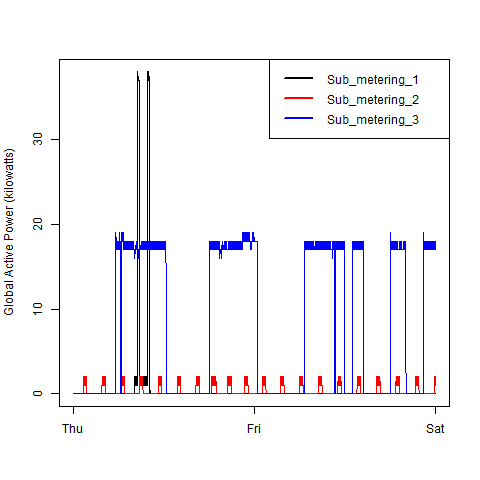 Sub_metering_1
Sub_metering_2
Sub_metering_3
Global Active Power (kilowatts)
30
20
10
0
Thu Fri Sat